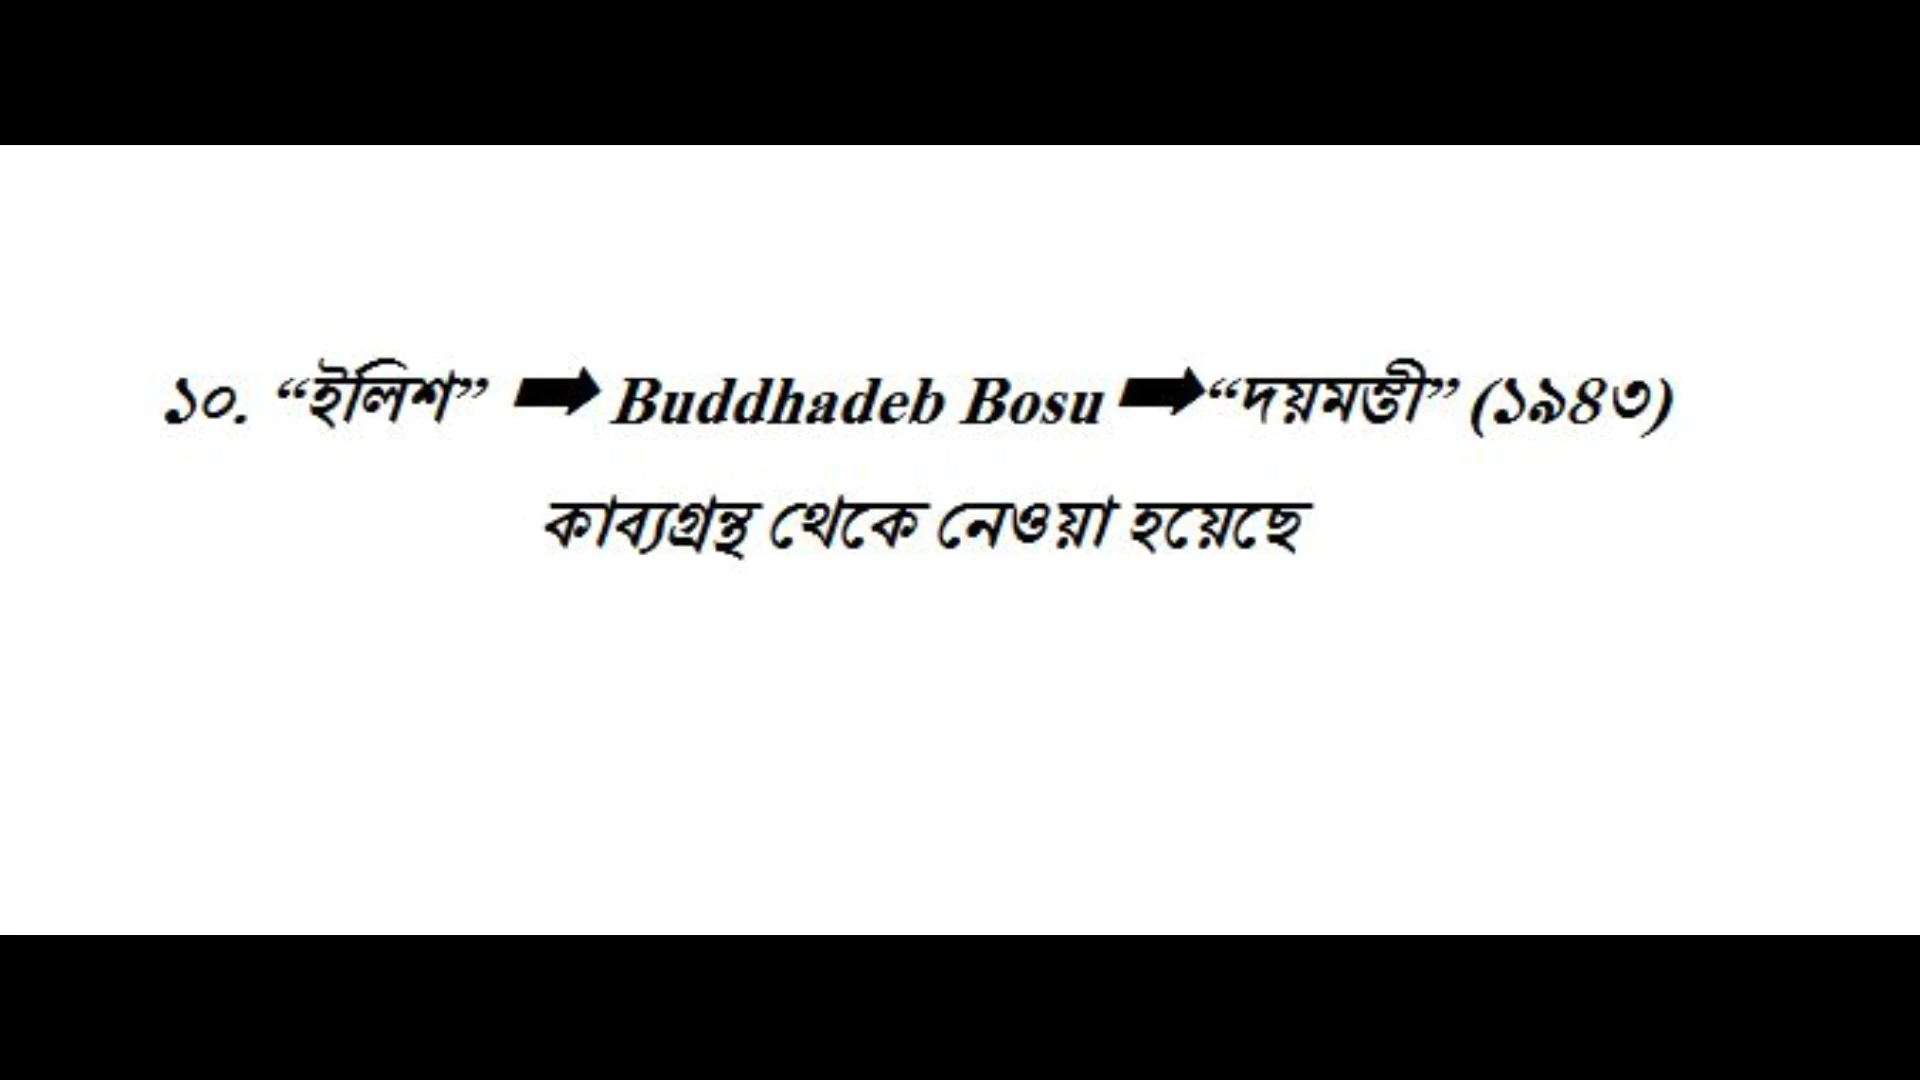 ১০. “ইলিশ” ➡ Buddhadeb Bosu ➡“দয়মন্তী” (১৯৪৩)
কাব্যগ্রন্থ থেকে নেওয়া হয়েছে